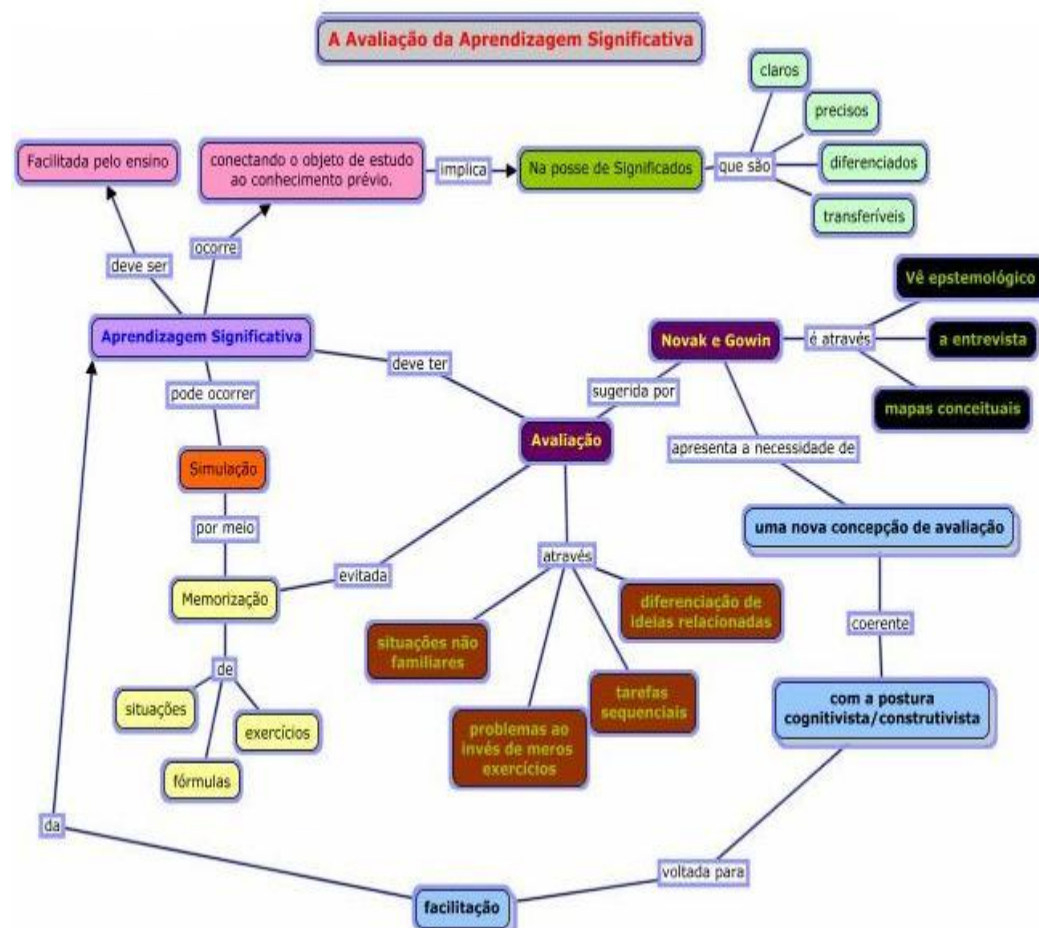 A Avaliação da Aprendizagem Significativa
claros
precisos
diferenciados
transferíveis
que são
Facilitada pelo ensino
conectando o objeto de estudo
ao conhecimento prévio.
implica
Na posse de Significados
deve ser
ocorre
Aprendizagem Significativa
deve ter
pode ocorrer
Simulação
por meio
Memorização
de
situações
fórmulas
exercícios
evitada
Avaliação
sugerida por
Novak e Gowin
é através
Vê epstemológico
a entrevista
mapas conceituais
apresenta a necessidade de
uma nova concepção de avaliação
coerente
com a postura
cognitivista/construtivista
através
situações não
familiares
problemas ao
invés de meros
exercícios
tarefas
sequenciais
diferenciação de
ideias relacionadas
voltada para
facilitação
da